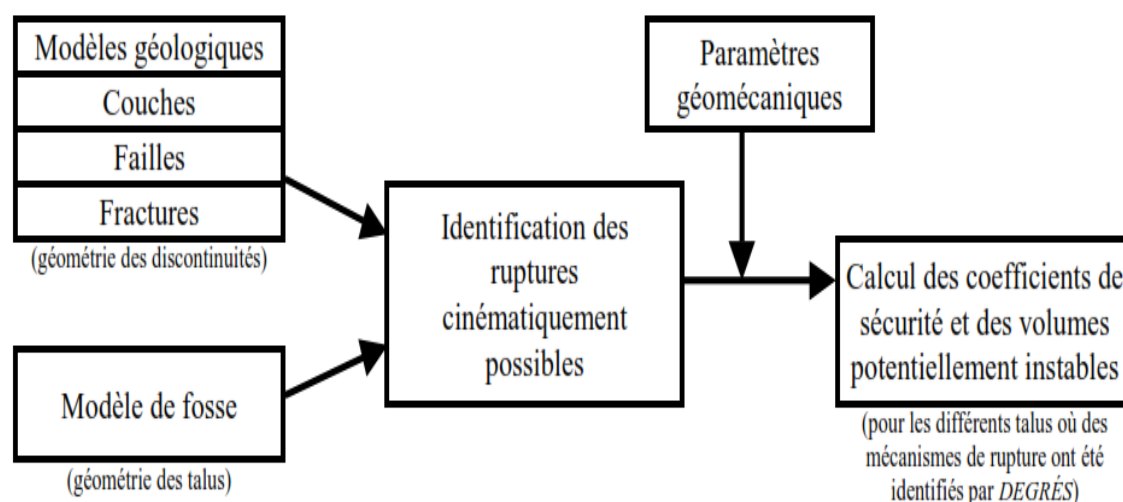 Modèles géologiques
Couches
Failles
Fractures
(géométrie des discontinuités)
Modèle de fosse
(géométrie des talus)
Identification des
ruptures
cinématiquement
possibles
Paramètres
géomécaniques
Calcul des coefficients de
sécurité et des volumes
potentiellement instables
(pour les différents talus où des
mécanismes de rupture ont été
identifiés par DEGRÉS)